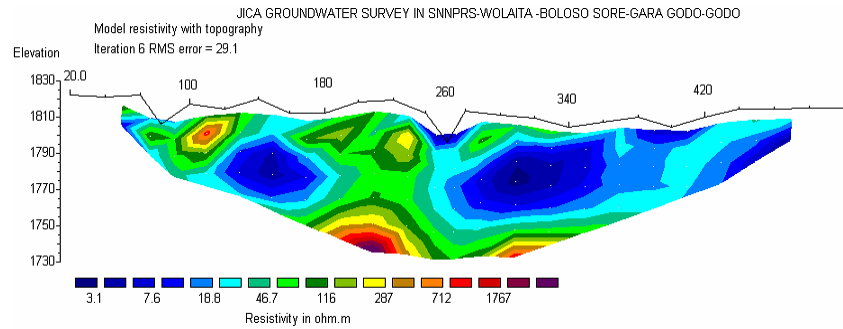 JICA GROUNDWATER SURVEY IN SNNPRS-WOLAITA -BOLOSO SORE-GARA GODO-GODO
Model resistivity with topography
Iteration 6 RMS error = 29.1
Elevation
20.0 100 180 260 340 420
1830
1810
1790
1770
1750
1730
3.1 7.6 18.8 46.7 116 287 712 1767
Resistivity in ohm.m